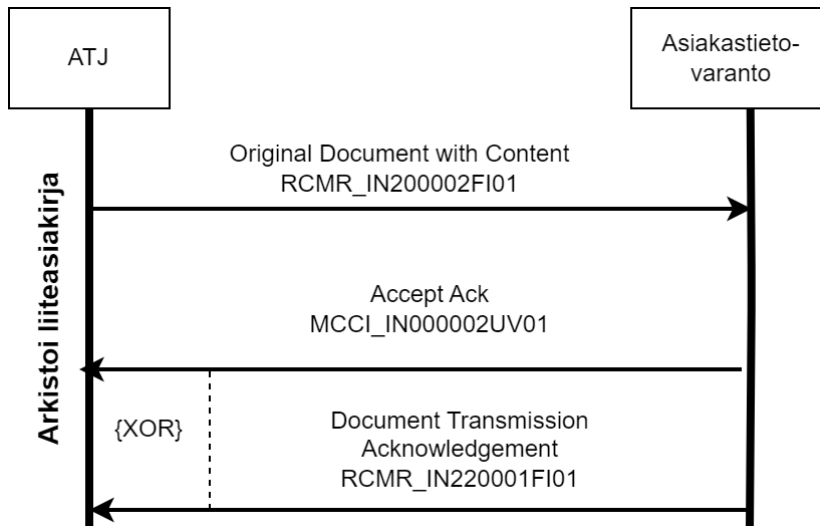 ATJ
Asiakastieto-
varanto
Original Document with Content
RCMR_IN200002FI01
Arkistoi liiteasiakirja
Accept Ack
MCCI_IN000002UV01
{XOR}
Document Transmission
Acknowledgement
RCMR_IN220001FI01